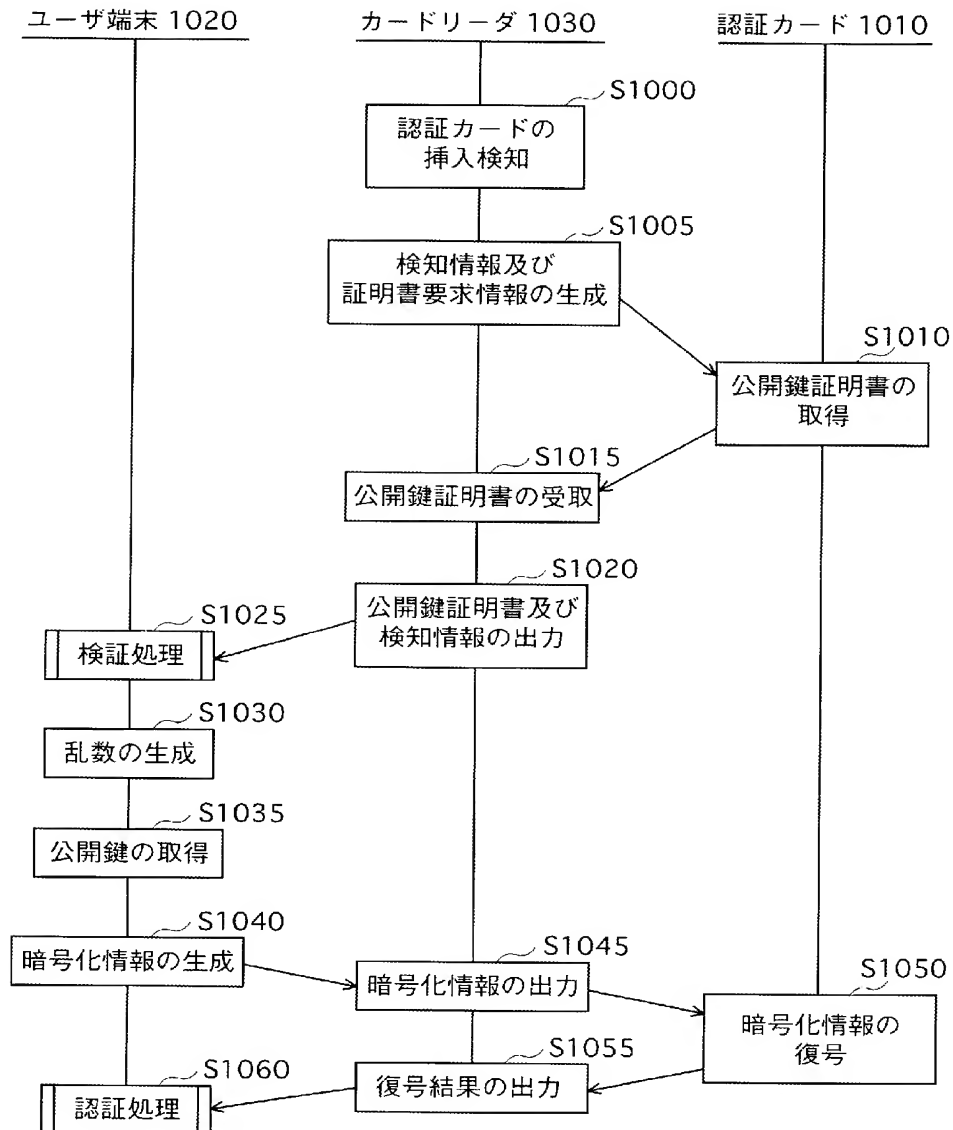 ユーザ端末 1020
カードリーダ 1030
認証カード 1010
S1000
認証カードの
挿入検知
S1005
検知情報及び
証明書要求情報の生成
S1010
公開鍵証明書の
取得
S1015
公開鍵証明書の受取
S1020
公開鍵証明書及び
検知情報の出力
S1025
検証処理
S1030
乱数の生成
S1035
公開鍵の取得
S1040
暗号化情報の生成
S1045
暗号化情報の出力
S1050
暗号化情報の
復号
S1055
復号結果の出力
S1060
認証処理